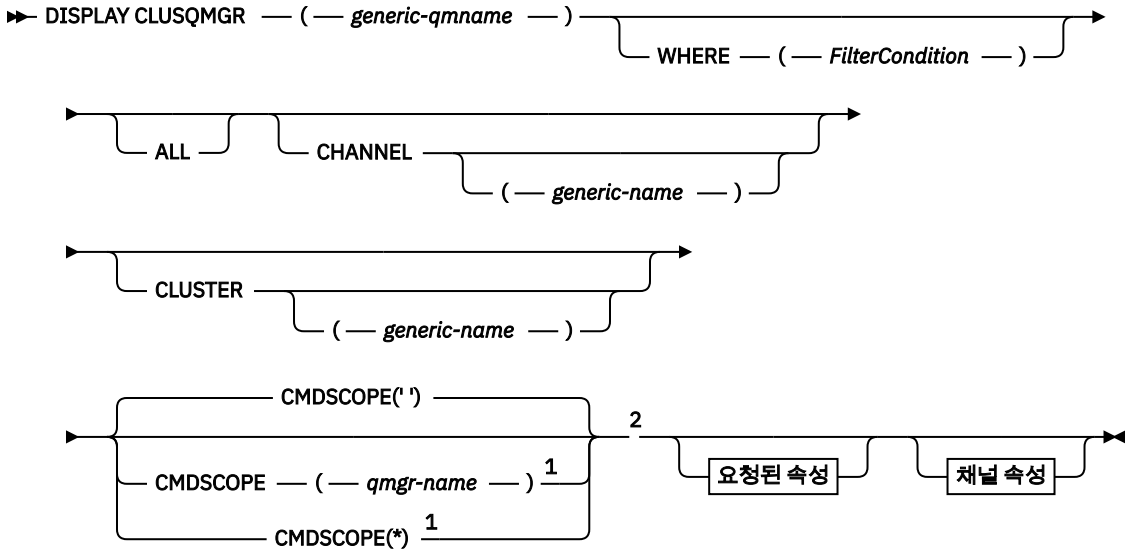 DISPLAY CLUSQMGR ( generic-qmname )
WHERE ( FilterCondition )
ALL CHANNEL
( generic-name )
CLUSTER
( generic-name )
CMDSCOPE(' ')
2
CMDSCOPE ( qmgr-name ) 1
요청된 속성 채널 속성
CMDSCOPE(*) 1